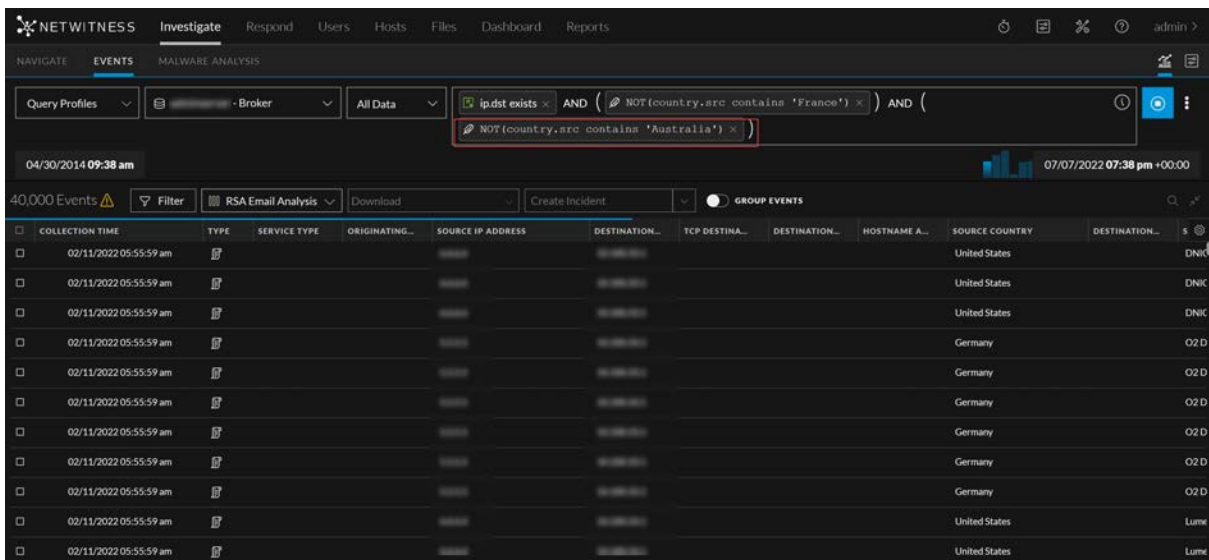 NETWITNESS Investigate Respond Users Hosts Files Dashboard Reports admin >
NAVIGATE EVENTS MALWARE ANALYSIS
Query Profiles - Broker All Data ip.dst exists × AND ( NOT(country.src contains 'France') × ) AND (
NOT(country.src contains 'Australia') × )
04/30/2014 09:38 am 07/07/2022 07:38 pm +00:00
40,000 Events Filter RSA Email Analysis Download Create Incident GROUP EVENTS
COLLECTION TIME TYPE SERVICE TYPE ORIGINATING... SOURCE IP ADDRESS DESTINATION... TCP DESTINA... DESTINATION... HOSTNAME A... SOURCE COUNTRY DESTINATION... S
02/11/2022 05:55:59 am United States DNIC
02/11/2022 05:55:59 am United States DNIC
02/11/2022 05:55:59 am United States DNIC
02/11/2022 05:55:59 am Germany O2 D
02/11/2022 05:55:59 am Germany O2 D
02/11/2022 05:55:59 am Germany O2 D
02/11/2022 05:55:59 am Germany O2 D
02/11/2022 05:55:59 am Germany O2 D
02/11/2022 05:55:59 am Germany O2 D
02/11/2022 05:55:59 am United States Lume
02/11/2022 05:55:59 am United States Lume